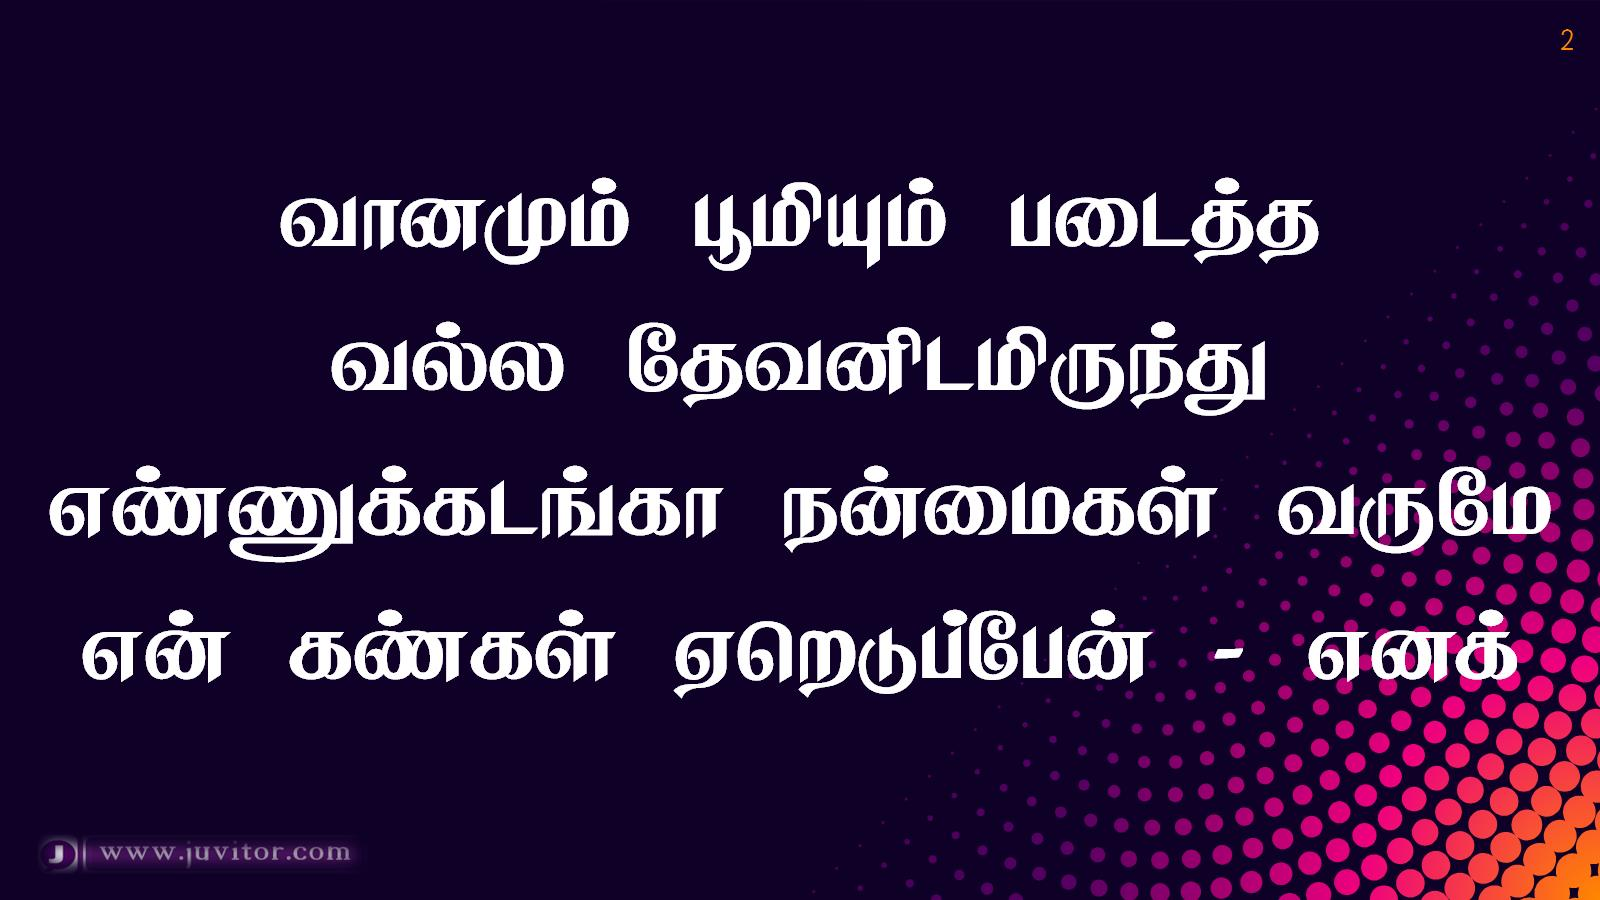 2
வானமும் பூமியும் படைத்த
வல்ல தேவனிடமிருந்து
எண்ணுக்கடங்கா நன்மைகள் வருமே
என் கண்கள் ஏறெடுப்பேன் - எனக்
J www.juvitor.com